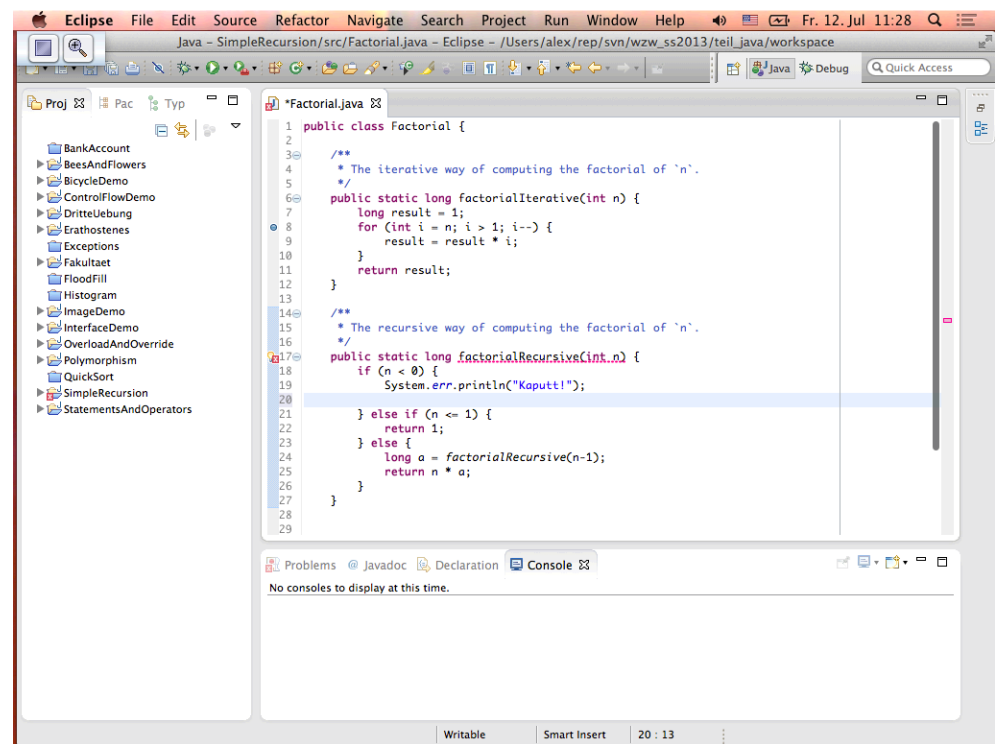 Eclipse File Edit Source Refactor Navigate Search Project Run Window Help Fr. 12. Jul 11:28
Java – SimpleRecursion/src/Factorial.java – Eclipse – /Users/alex/rep/svn/wzw_ss2013/teil_java/workspace
Java Debug Quick Access
Proj Pac Typ
BankAccount
BeesAndFlowers
BicycleDemo
ControlFlowDemo
DritteUebung
Erathostenes
Exceptions
Fakultaet
FloodFill
Histogram
ImageDemo
InterfaceDemo
OverloadAndOverride
Polymorphism
QuickSort
SimpleRecursion
StatementsAndOperators
*Factorial.java
1 public class Factorial {
2
3 /**
4 * The iterative way of computing the factorial of `n`.
5 */
6 public static long factorialIterative(int n) {
7 long result = 1;
8 for (int i = n; i > 1; i--) {
9 result = result * i;
10 }
11 return result;
12 }
13
14 /**
15 * The recursive way of computing the factorial of `n`.
16 */
17 public static long factorialRecursive(int n) {
18 if (n < 0) {
19 System.err.println("Kaputt!");
20
21 } else if (n <= 1) {
22 return 1;
23 } else {
24 long a = factorialRecursive(n-1);
25 return n * a;
26 }
27 }
28
29
Problems @ Javadoc Declaration Console
No consoles to display at this time.
Writable Smart Insert 20 : 13